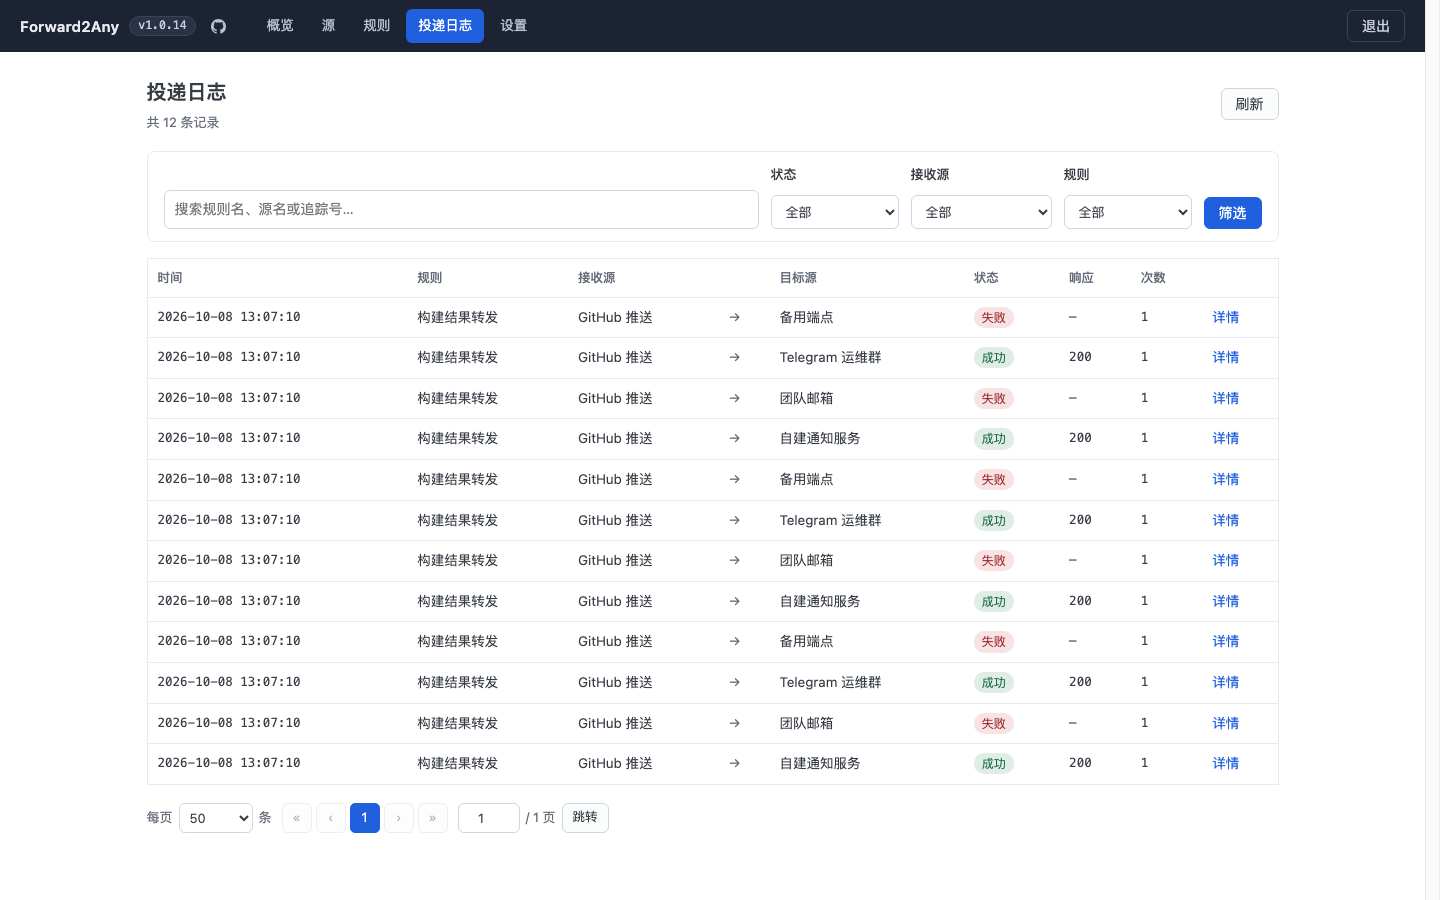 Forward2Any v1.0.14 概览 源 规则 投递日志 设置 退出
投递日志
共 12 条记录
刷新
状态 接收源 规则
搜索规则名、源名或追踪号... 全部 全部 全部 筛选
时间 规则 接收源 目标源 状态 响应 次数
2026-10-08 13:07:10 构建结果转发 GitHub 推送 → 备用端点 失败 — 1 详情
2026-10-08 13:07:10 构建结果转发 GitHub 推送 → Telegram 运维群 成功 200 1 详情
2026-10-08 13:07:10 构建结果转发 GitHub 推送 → 团队邮箱 失败 — 1 详情
2026-10-08 13:07:10 构建结果转发 GitHub 推送 → 自建通知服务 成功 200 1 详情
2026-10-08 13:07:10 构建结果转发 GitHub 推送 → 备用端点 失败 — 1 详情
2026-10-08 13:07:10 构建结果转发 GitHub 推送 → Telegram 运维群 成功 200 1 详情
2026-10-08 13:07:10 构建结果转发 GitHub 推送 → 团队邮箱 失败 — 1 详情
2026-10-08 13:07:10 构建结果转发 GitHub 推送 → 自建通知服务 成功 200 1 详情
2026-10-08 13:07:10 构建结果转发 GitHub 推送 → 备用端点 失败 — 1 详情
2026-10-08 13:07:10 构建结果转发 GitHub 推送 → Telegram 运维群 成功 200 1 详情
2026-10-08 13:07:10 构建结果转发 GitHub 推送 → 团队邮箱 失败 — 1 详情
2026-10-08 13:07:10 构建结果转发 GitHub 推送 → 自建通知服务 成功 200 1 详情
每页 50 条 « ‹ 1 › » 1 / 1 页 跳转